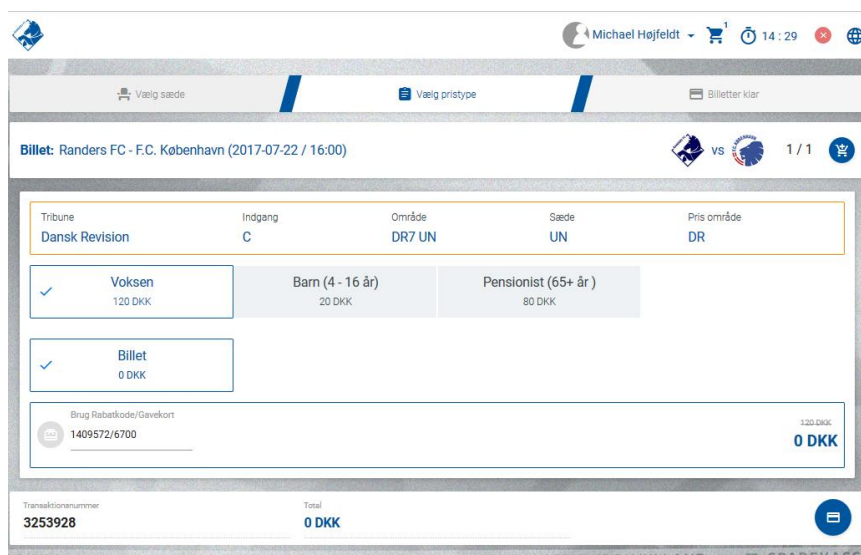 Michael Højfeldt
1
14 : 29
Vælg sæde
Vælg pristype
Billetter klar
Billet: Randers FC - F.C. København (2017-07-22 / 16:00)
VS
1 / 1
Tribune
Indgang
Område
Sæde
Pris område
Dansk Revision
C
DR7 UN
UN
DR
Voksen
Barn (4 - 16 år)
Pensionist (65+ år )
120 DKK
20 DKK
80 DKK
Billet
0 DKK
Brug Rabatkode/Gavekort
1409572/6700
120 DKK
0 DKK
Transaktionsnummer
Total
3253928
0 DKK